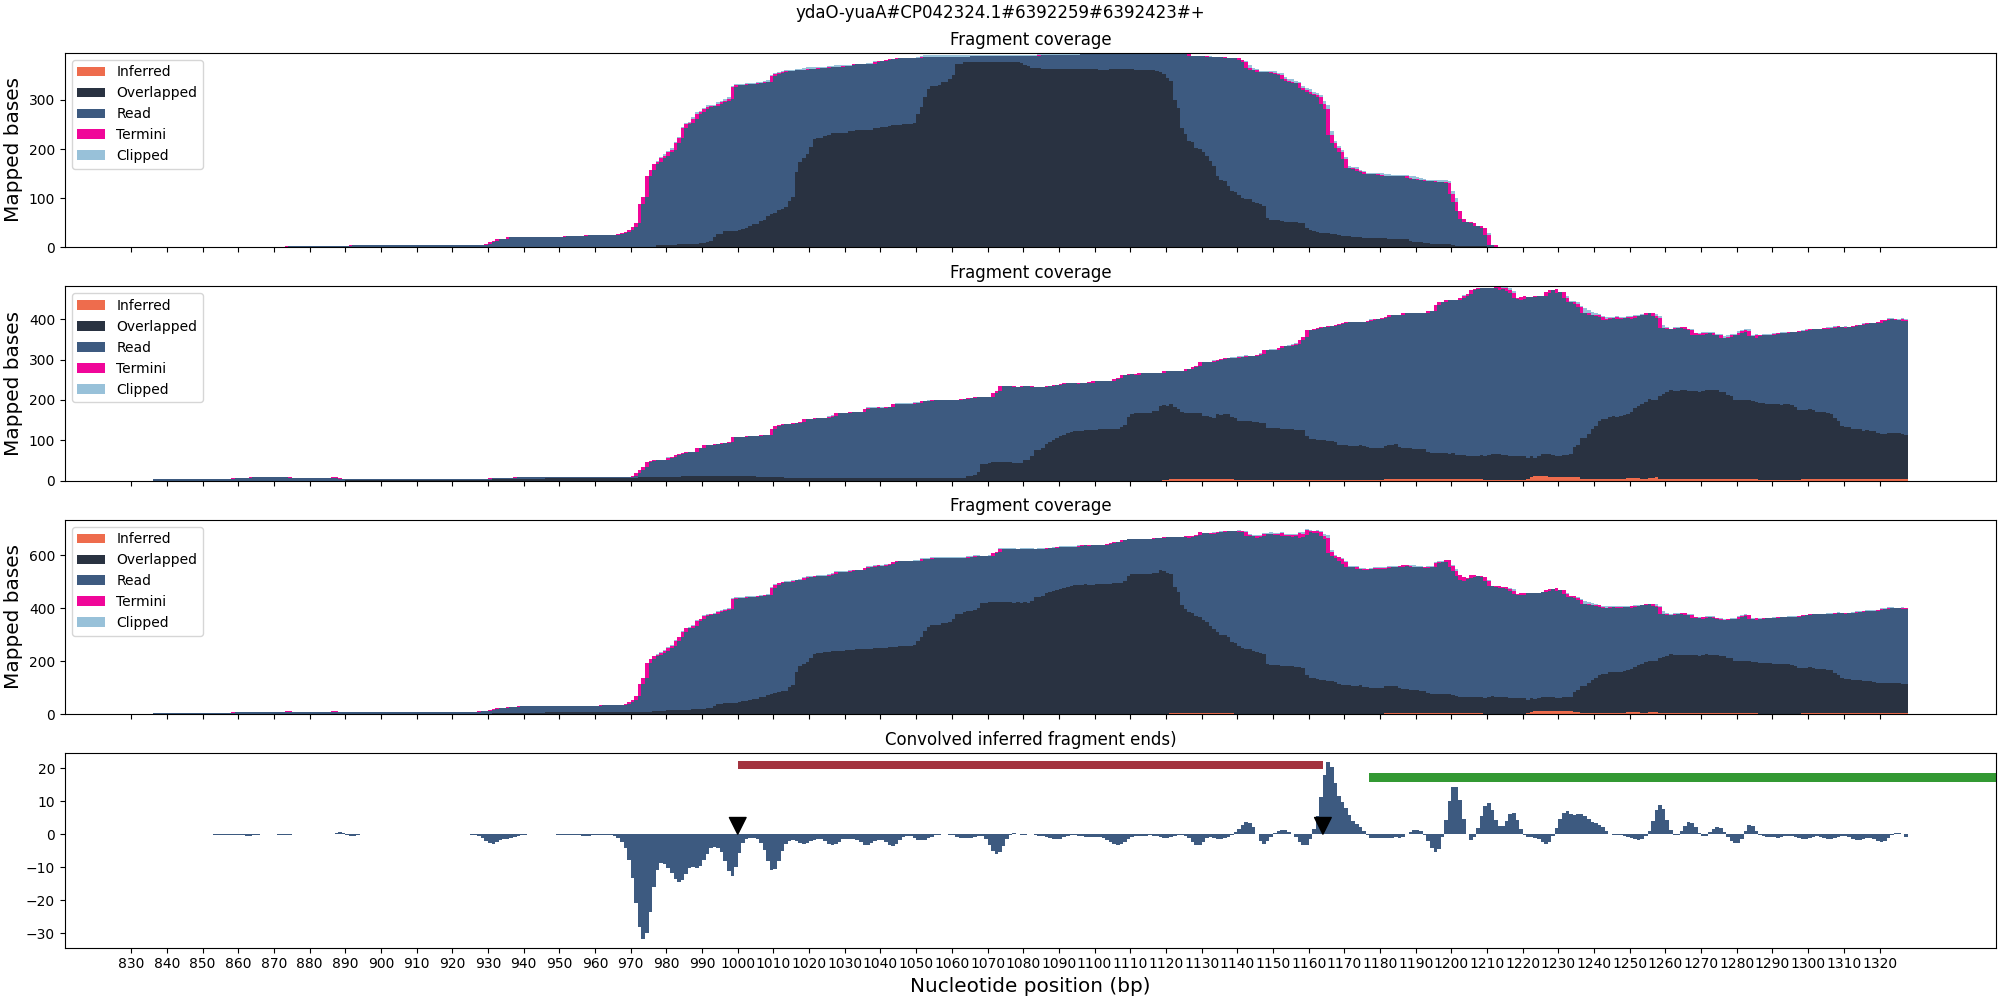 ydaO-yuaA#CP042324.1#6392259#6392423#+
Fragment coverage
Mapped bases
300
200
100
0
Inferred
Overlapped
Read
Termini
Clipped
Fragment coverage
Mapped bases
400
300
200
100
0
Inferred
Overlapped
Read
Termini
Clipped
Fragment coverage
Mapped bases
600
400
200
0
Inferred
Overlapped
Read
Termini
Clipped
Convolved inferred fragment ends)
20
10
0
−10
−20
−30
830 840 850 860 870 880 890 900 910 920 930 940 950 960 970 980 990 1000 1010 1020 1030 1040 1050 1060 1070 1080 1090 1100 1110 1120 1130 1140 1150 1160 1170 1180 1190 1200 1210 1220 1230 1240 1250 1260 1270 1280 1290 1300 1310 1320
Nucleotide position (bp)